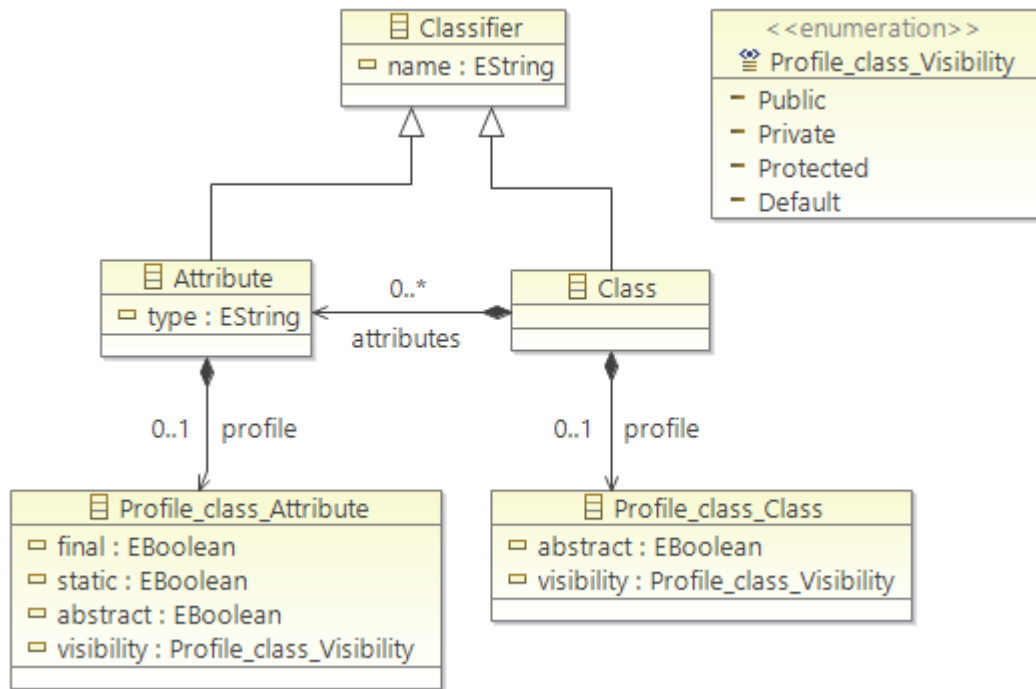 Classifier
name : EString
<<enumeration>>
Profile_class_Visibility
Public
Private
Protected
Default
Attribute
type : EString
0..*
attributes
Class
0..1
profile
0..1
profile
Profile_class_Attribute
final : EBoolean
static : EBoolean
abstract : EBoolean
visibility : Profile_class_Visibility
Profile_class_Class
abstract : EBoolean
visibility : Profile_class_Visibility